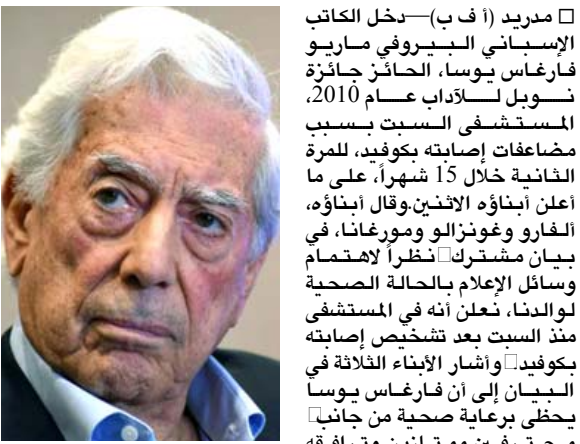 □ مدريد (أ ف ب)—دخل الكاتب
الإسباني البيروفي ماريو
فارغاس يوسا، الحائز جائزة
نوبل للآداب عام 2010،
المستشفى السبت بسبب
مضاعفات إصابته بكوفيد، للمرة
الثانية خلال 15 شهراً، على ما
أعلن أبناؤه الاثنين.وقال أبناؤه،
ألفارو وغونزالو ومورغانا، في
بيان مشترك□نظراً لاهتمام
وسائل الإعلام بالحالة الصحية
لوالدنا، نعلن أنه في المستشفى
منذ السبت بعد تشخيص إصابته
بكوفيد□وأشار الأبناء الثلاثة في
البيان إلى أن فارغاس يوسا
يحظى برعاية صحية من جانب□